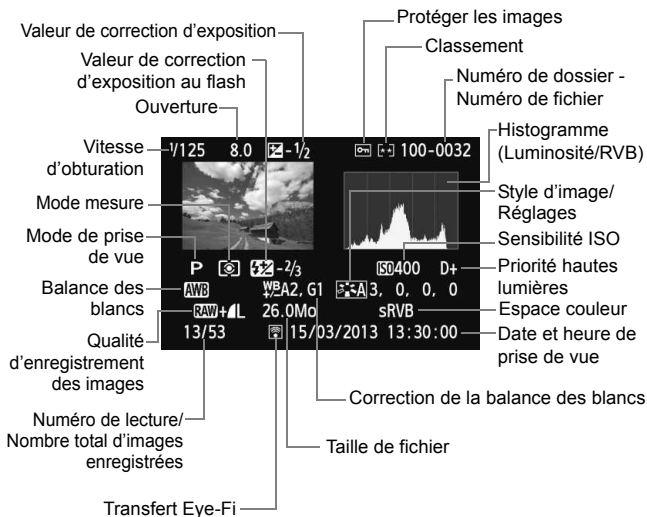 Valeur de correction d'exposition
Valeur de correction
d'exposition au flash
Ouverture
Vitesse
d'obturation
Mode mesure
Mode de prise
de vue
Balance des
blancs
Qualité
d'enregistrement
des images
Numéro de lecture/
Nombre total d'images
enregistrées
Transfert Eye-Fi
Protéger les images
Classement
Numéro de dossier -
Numéro de fichier
Histogramme
(Luminosité/RVB)
Style d'image/
Réglages
Sensibilité ISO
Priorité hautes
lumières
Espace couleur
Date et heure de
prise de vue
Correction de la balance des blancs
Taille de fichier
1/125 8.0 -1/2 100-0032
P -2/3 ISO 400 D+
AWB WB A2, G1 A 3, 0, 0, 0
RAW+L 26.0Mo sRVB
13/53 15/03/2013 13:30:00